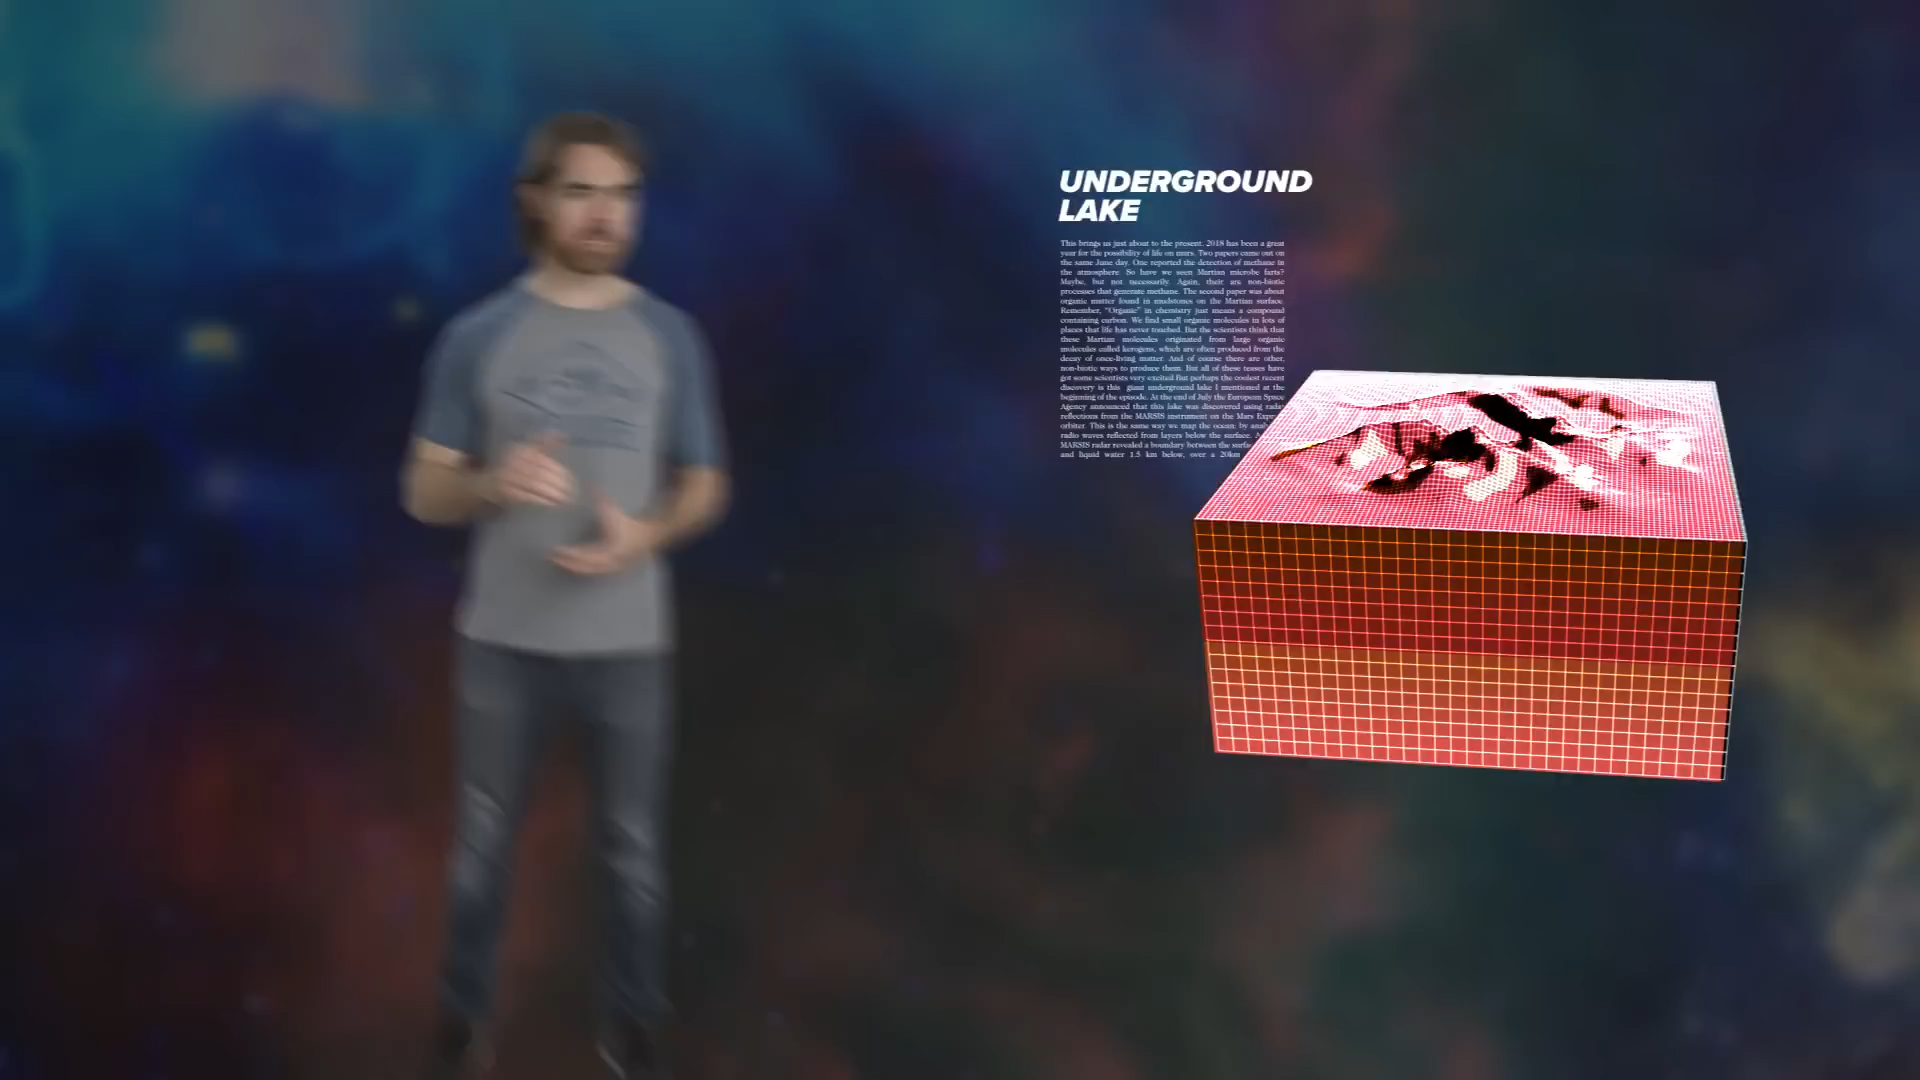 UNDERGROUND
LAKE
This brings us just about to the present. 2018 has been a great
year for the possibility of life on mars. Two papers came out on
the same June day. One reported the detection of methane in
the atmosphere. So have we seen Martian microbe farts?
Maybe, but not necessarily. Again, their are non-biotic
processes that generate methane. The second paper was about
organic matter found in mudstones on the Martian surface.
Remember, "Organic" in chemistry just means a compound
containing carbon. We find small organic molecules in lots of
places that life has never touched. But the scientists think that
these Martian molecules originated from large organic
molecules called kerogens, which are often produced from the
decay of once-living matter. And of course there are other,
non-biotic ways to produce them. But all of these teases have
got some scientists very excited But perhaps the coolest recent
discovery is this giant underground lake I mentioned at the
beginning of the episode. At the end of July the European Space
Agency announced that this lake was discovered using radar
reflections from the MARSIS instrument on the Mars
orbiter. This is the same way we map the ocean: by
radio waves reflected from layers below the surface.
MARSIS radar revealed a boundary between the
and liquid water 1.5 km below, over a 20km